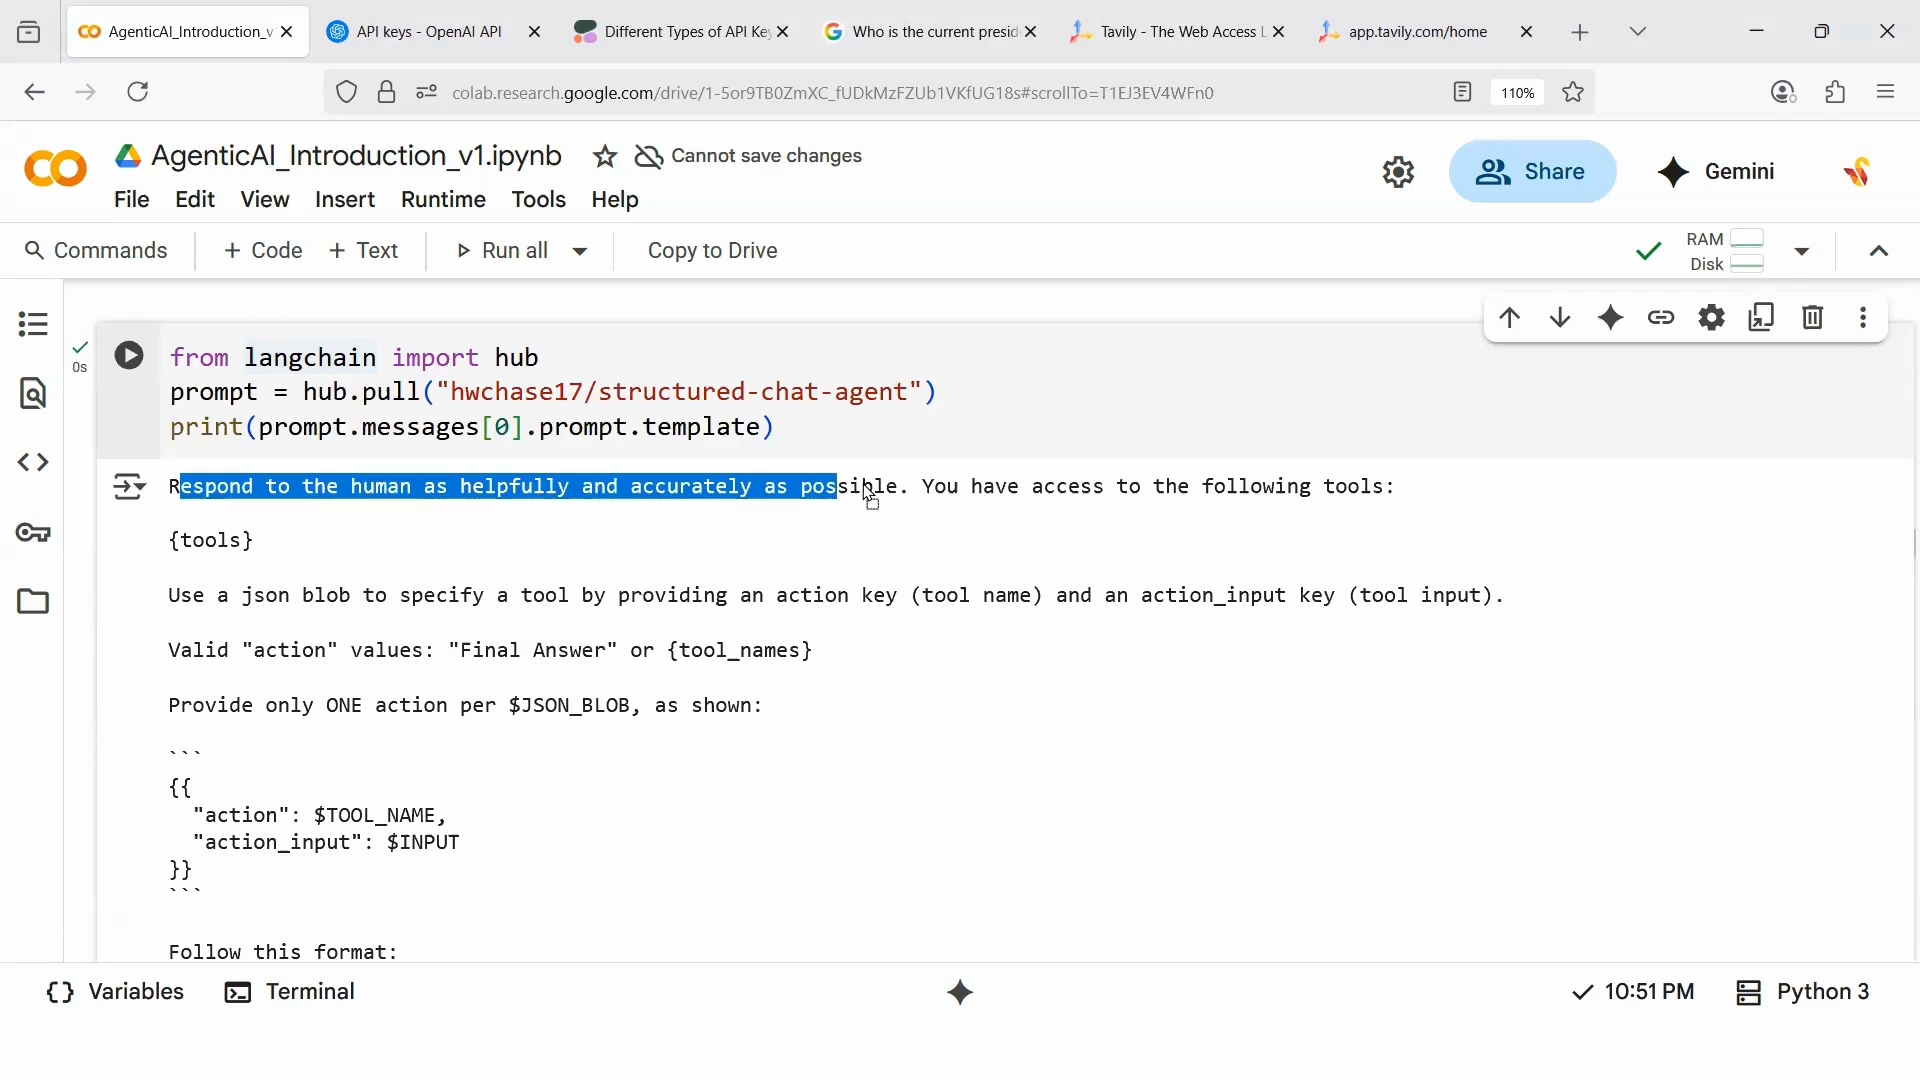 AgenticAI_Introduction_v
API keys - OpenAI API
Different Types of API Key
Who is the current presid
Tavily - The Web Access L
app.tavily.com/home
colab.research.google.com/drive/1-5or9TB0ZmXC_fUDkMzFZUb1VKfUG18s#scrollTo=T1EJ3EV4WFn0
110%
AgenticAI_Introduction_v1.ipynb
Cannot save changes
File Edit View Insert Runtime Tools Help
Share
Gemini
Commands + Code + Text Run all Copy to Drive
RAM
Disk
0s
from langchain import hub
prompt = hub.pull("hwchase17/structured-chat-agent")
print(prompt.messages[0].prompt.template)
Respond to the human as helpfully and accurately as possible. You have access to the following tools:
{tools}
Use a json blob to specify a tool by providing an action key (tool name) and an action_input key (tool input).
Valid "action" values: "Final Answer" or {tool_names}
Provide only ONE action per $JSON_BLOB, as shown:
```
{{
"action": $TOOL_NAME,
"action_input": $INPUT
}}
```
Follow this format:
{} Variables
Terminal
10:51 PM
Python 3